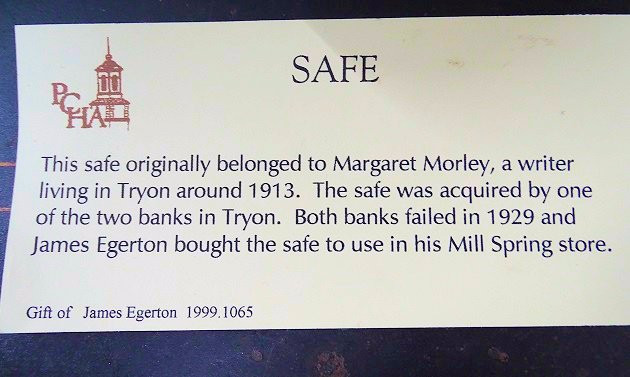 PCHA
SAFE
This safe originally belonged to Margaret Morley, a writer
living in Tryon around 1913.  The safe was acquired by one
of the two banks in Tryon.  Both banks failed in 1929 and
James Egerton bought the safe to use in his Mill Spring store.
Gift of  James Egerton  1999.1065